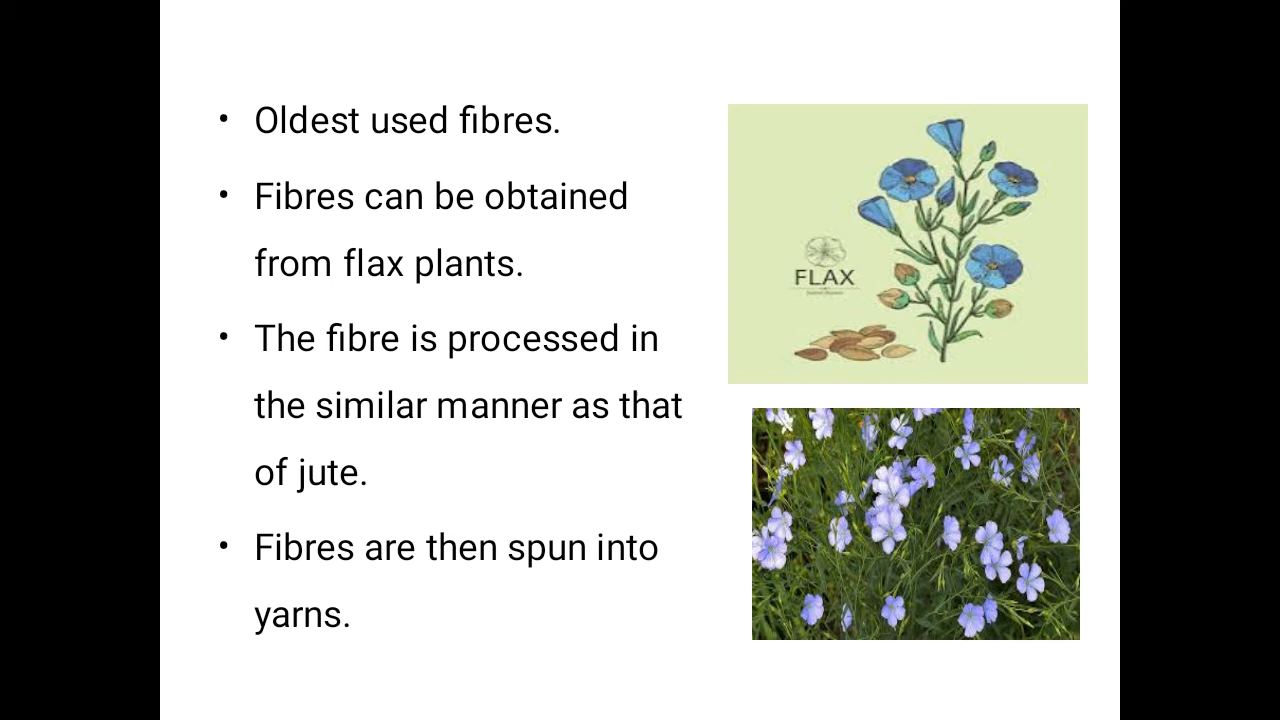 • Oldest used fibres.
• Fibres can be obtained
from flax plants.
• The fibre is processed in
the similar manner as that
of jute.
• Fibres are then spun into
yarns.
FLAX